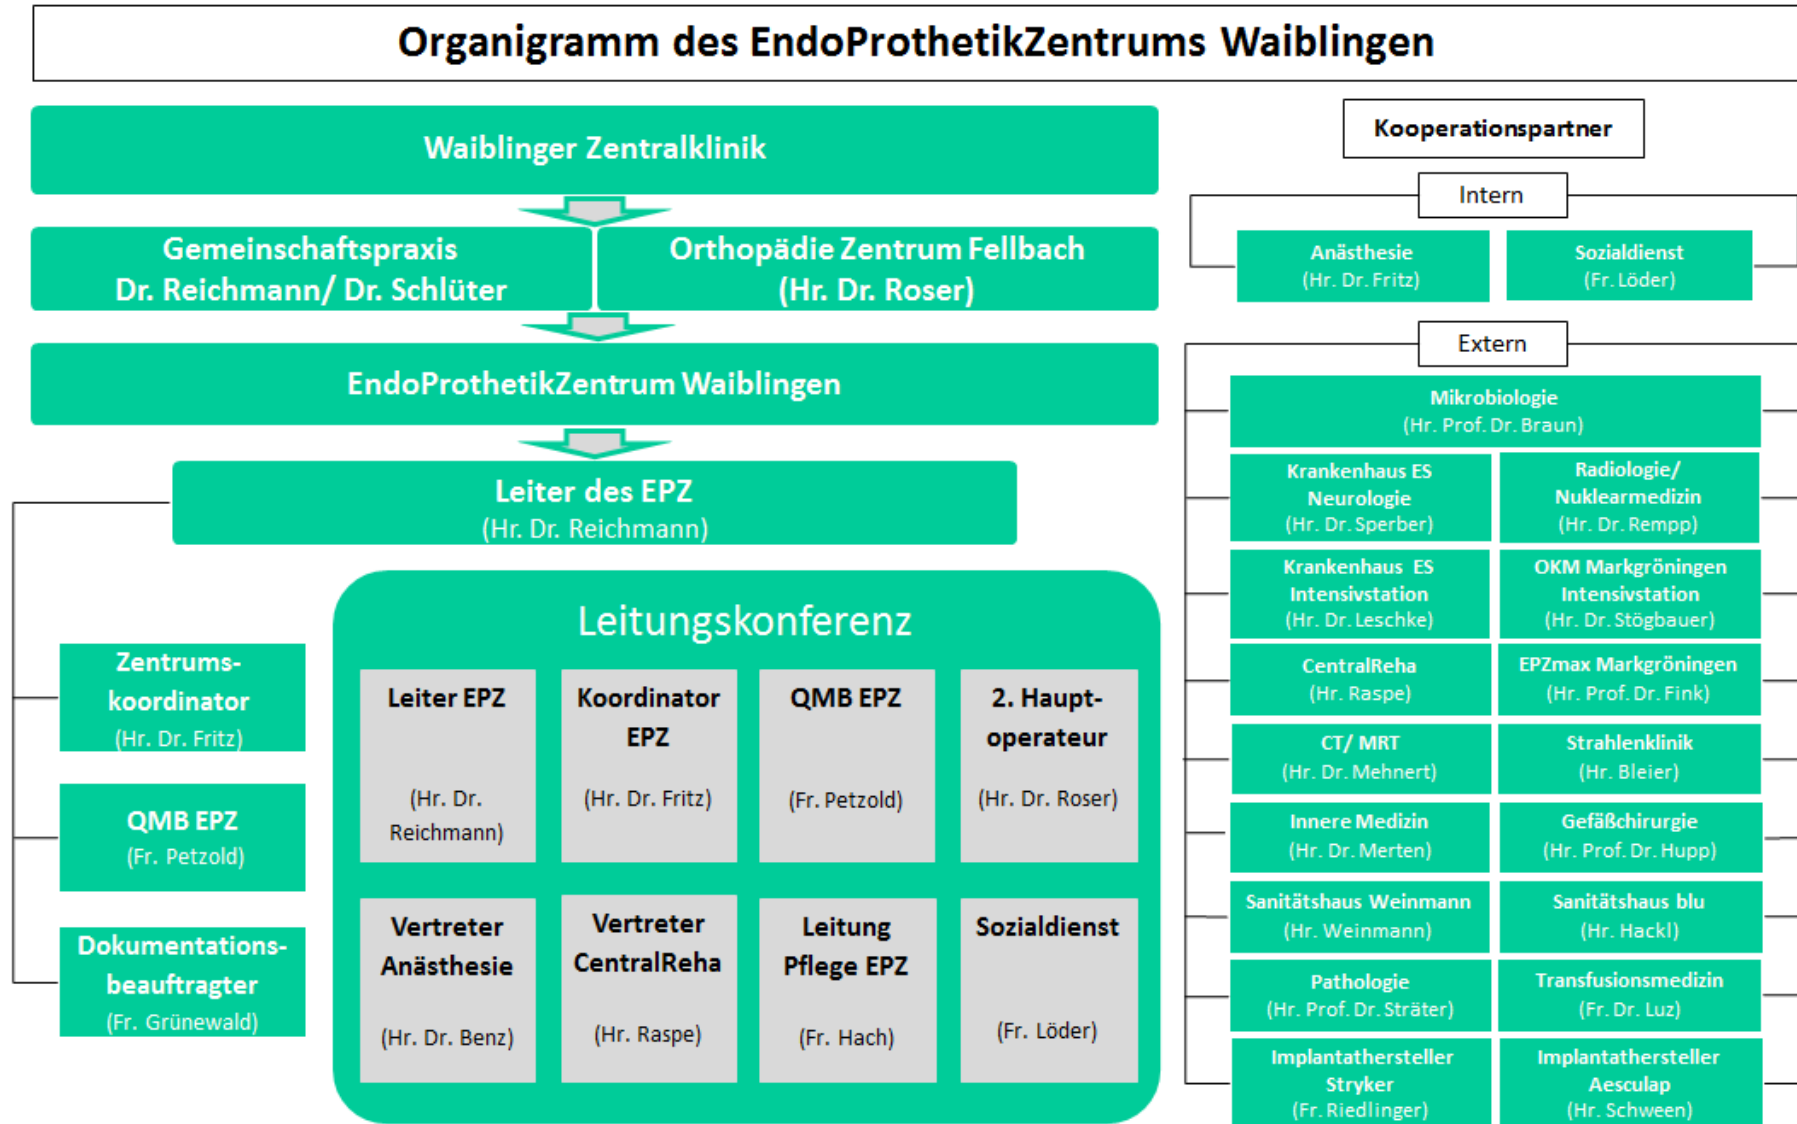 Organigramm des EndoProthetikZentrums Waiblingen
Waiblinger Zentralklinik
Gemeinschaftspraxis
Dr. Reichmann/ Dr. Schlüter
Orthopädie Zentrum Fellbach
(Hr. Dr. Roser)
EndoProthetikZentrum Waiblingen
Leiter des EPZ
(Hr. Dr. Reichmann)
Zentrums-
koordinator
(Hr. Dr. Fritz)
QMB EPZ
(Fr. Petzold)
Dokumentations-
beauftragter
(Fr. Grünewald)
Leitungskonferenz
Leiter EPZ
(Hr. Dr.
Reichmann)
Koordinator
EPZ
(Hr. Dr. Fritz)
QMB EPZ
(Fr. Petzold)
2. Haupt-
operateur
(Hr. Dr. Roser)
Vertreter
Anästhesie
(Hr. Dr. Benz)
Vertreter
CentralReha
(Hr. Raspe)
Leitung
Pflege EPZ
(Fr. Hach)
Sozialdienst
(Fr. Löder)
Kooperationspartner
Intern
Anästhesie
(Hr. Dr. Fritz)
Sozialdienst
(Fr. Löder)
Extern
Mikrobiologie
(Hr. Prof. Dr. Braun)
Krankenhaus ES
Neurologie
(Hr. Dr. Sperber)
Radiologie/
Nuklearmedizin
(Hr. Dr. Rempp)
Krankenhaus ES
Intensivstation
(Hr. Dr. Leschke)
OKM Markgröningen
Intensivstation
(Hr. Dr. Stögbauer)
CentralReha
(Hr. Raspe)
EPZmax Markgröningen
(Hr. Prof. Dr. Fink)
CT/ MRT
(Hr. Dr. Mehnert)
Strahlenklinik
(Hr. Bleier)
Innere Medizin
(Hr. Dr. Merten)
Gefäßchirurgie
(Hr. Prof. Dr. Hupp)
Sanitätshaus Weinmann
(Hr. Weinmann)
Sanitätshaus blu
(Hr. Hackl)
Pathologie
(Hr. Prof. Dr. Sträter)
Transfusionsmedizin
(Fr. Dr. Luz)
Implantathersteller
Stryker
(Fr. Riedlinger)
Implantathersteller
Aesculap
(Hr. Schween)